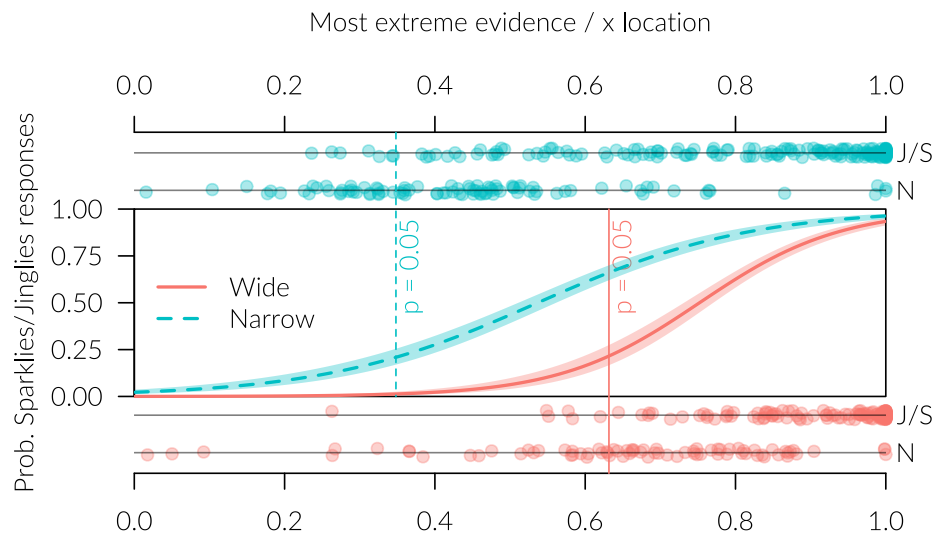 Most extreme evidence / x location
0.0 0.2 0.4 0.6 0.8 1.0
J/S
N
Prob. Sparklies/Jinglies responses
1.00
0.75
0.50
0.25
0.00
p = 0.05
p = 0.05
Wide
Narrow
J/S
N
0.0 0.2 0.4 0.6 0.8 1.0